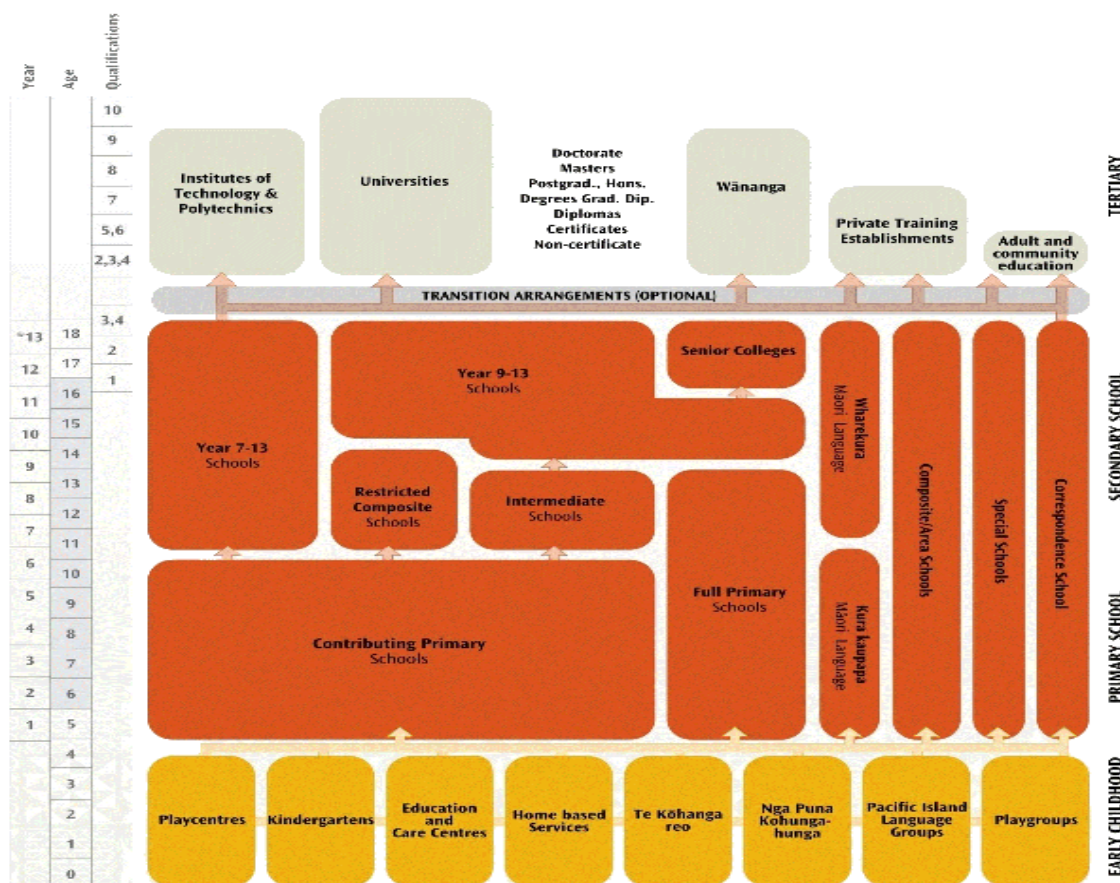 Year
Age
Qualifications
10
9
8
7
5,6
2,3,4
3,4
2
1
*13
12
11
10
9
8
7
6
5
4
3
2
1
18
17
16
15
14
13
12
11
10
9
8
7
6
5
4
3
2
1
0
Institutes of
Technology &
Polytechnics
Universities
Doctorate
Masters
Postgrad., Hons.
Degrees Grad. Dip.
Diplomas
Certificates
Non-certificate
Wānanga
Private Training
Establishments
Adult and
community
education
TERTIARY
TRANSITION ARRANGEMENTS (OPTIONAL)
Year 7-13
Schools
Year 9-13
Schools
Senior Colleges
Restricted
Composite
Schools
Intermediate
Schools
Wharekura
Maori Language
Composite/Area Schools
Special Schools
Correspondence School
SECONDARY SCHOOL
Contributing Primary
Schools
Full Primary
Schools
Kura kaupapa
Māori Language
PRIMARY SCHOOL
Playcentres
Kindergartens
Education
and
Care Centres
Home based
Services
Te Kōhanga
reo
Nga Puna
Kohunga-
hunga
Pacific Island
Language
Groups
Playgroups
EARLY CHILDHOOD